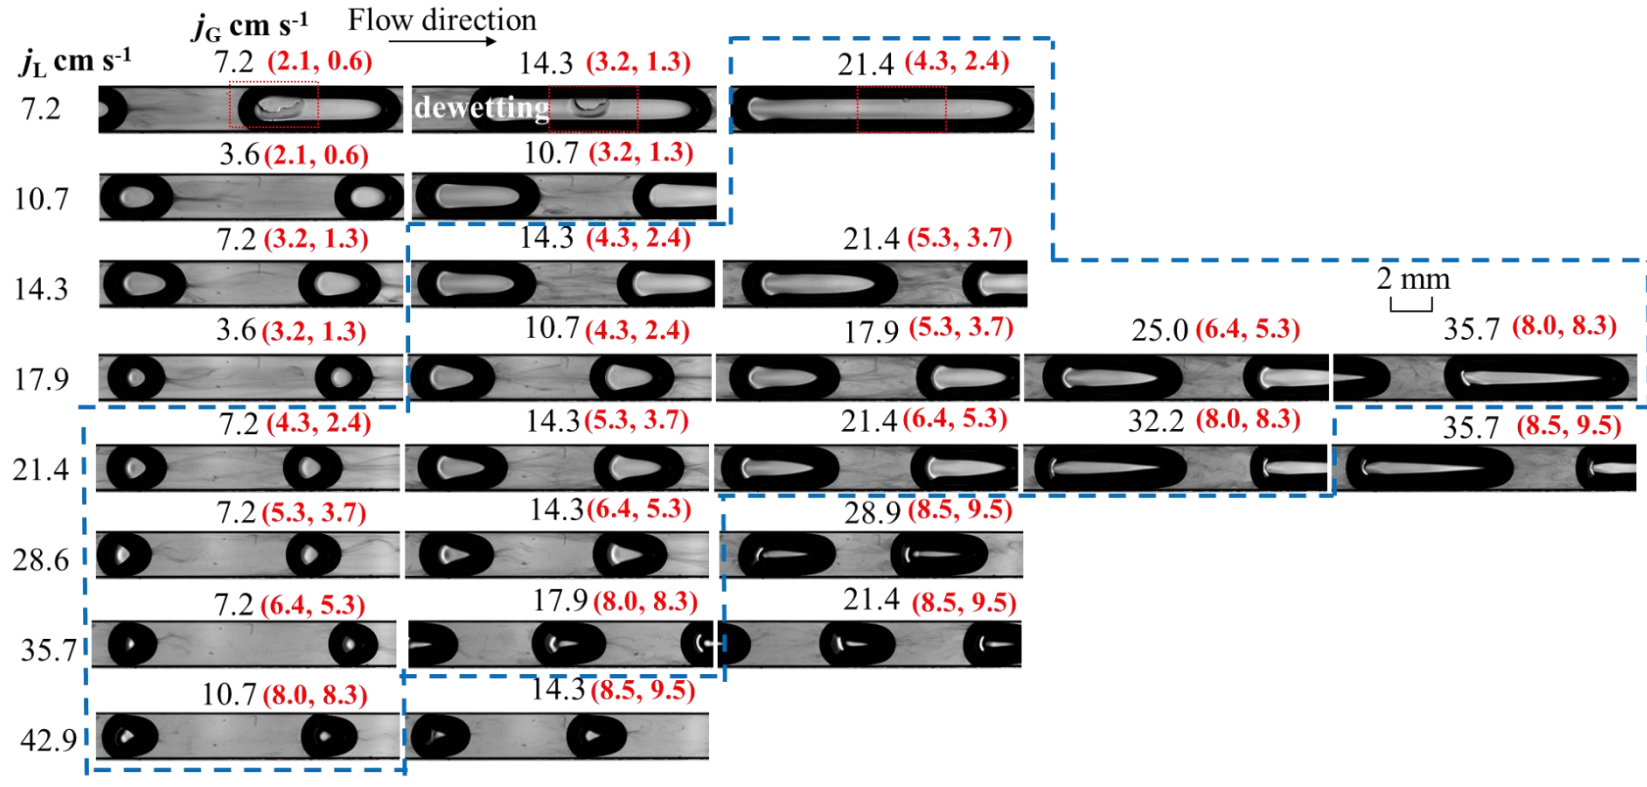 jG cm s-1 Flow direction
jL cm s-1 7.2 (2.1, 0.6) 14.3 (3.2, 1.3) 21.4 (4.3, 2.4)
7.2 dewetting
3.6 (2.1, 0.6) 10.7 (3.2, 1.3)
10.7
7.2 (3.2, 1.3) 14.3 (4.3, 2.4) 21.4 (5.3, 3.7)
14.3 2 mm
3.6 (3.2, 1.3) 10.7 (4.3, 2.4) 17.9 (5.3, 3.7) 25.0 (6.4, 5.3) 35.7 (8.0, 8.3)
17.9
7.2 (4.3, 2.4) 14.3 (5.3, 3.7) 21.4 (6.4, 5.3) 32.2 (8.0, 8.3) 35.7 (8.5, 9.5)
21.4
7.2 (5.3, 3.7) 14.3 (6.4, 5.3) 28.9 (8.5, 9.5)
28.6
7.2 (6.4, 5.3) 17.9 (8.0, 8.3) 21.4 (8.5, 9.5)
35.7
10.7 (8.0, 8.3) 14.3 (8.5, 9.5)
42.9